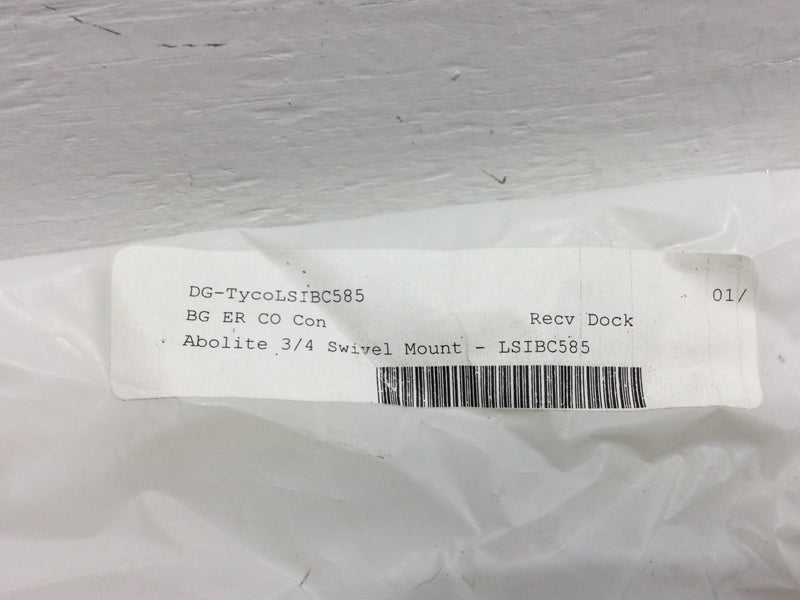 DG-TycoLSIBC585 01/
BG ER CO Con Recv Dock
Abolite 3/4 Swivel Mount - LSIBC585